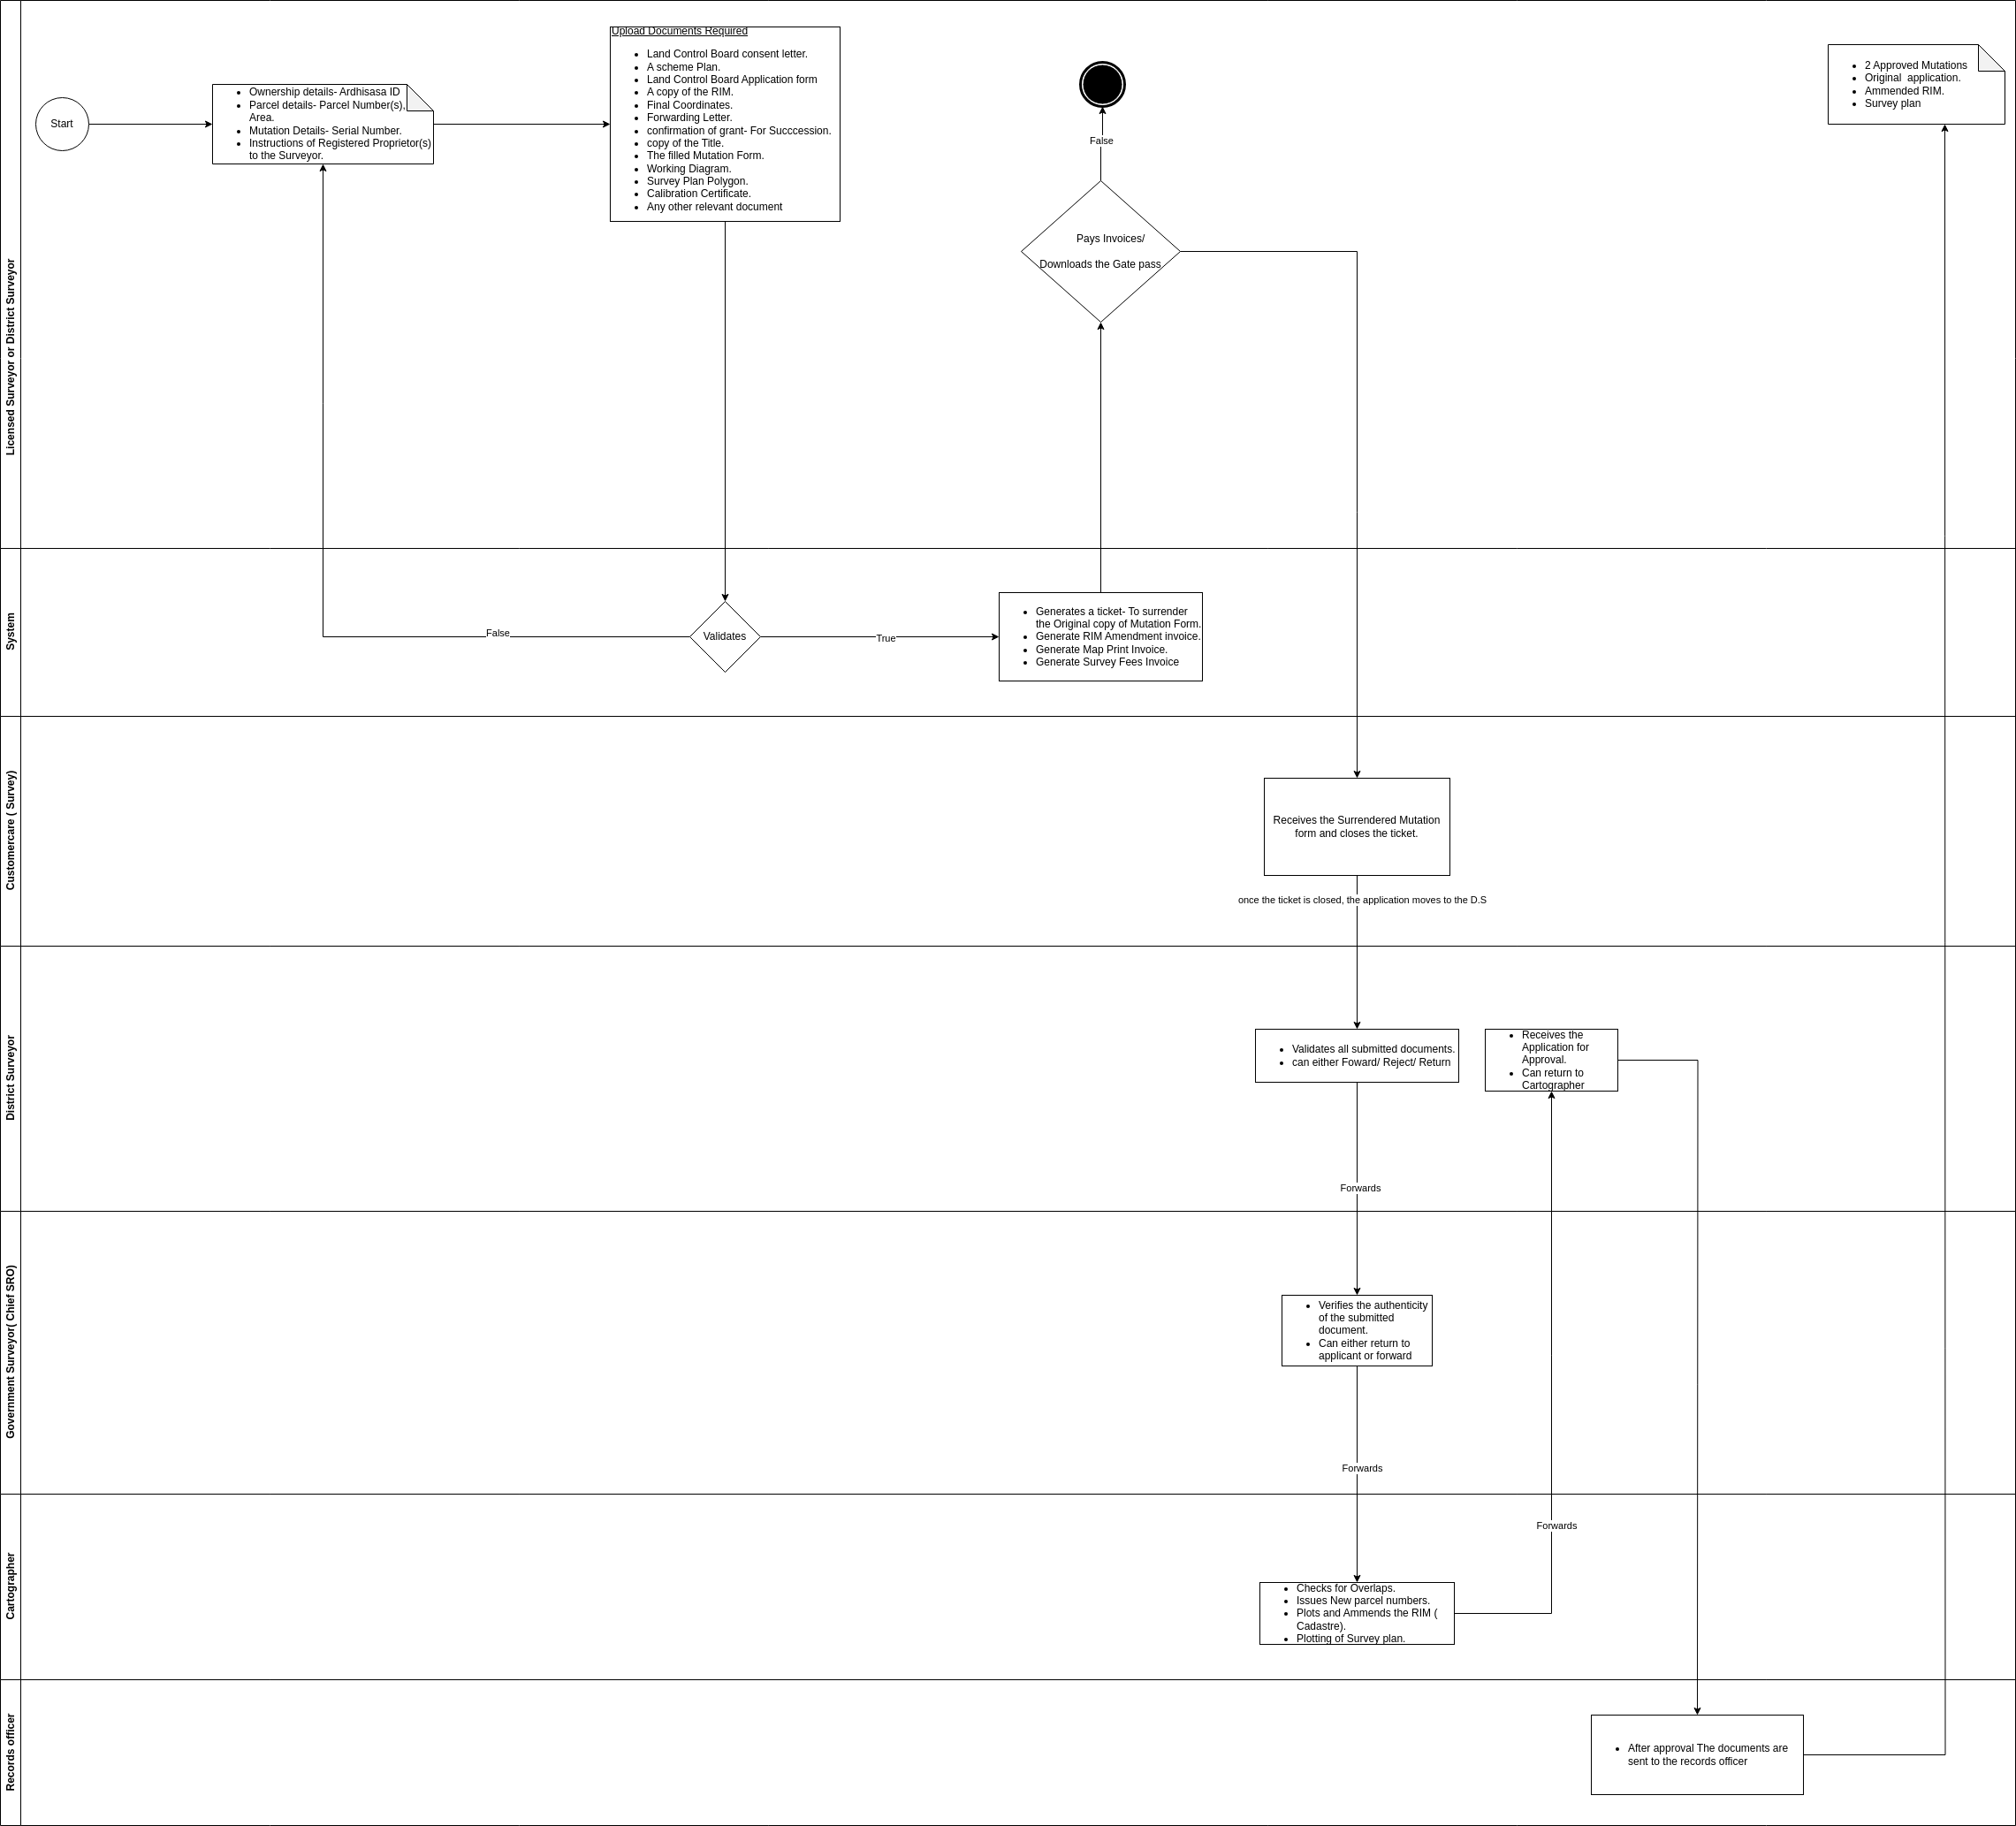 Licensed Surveyor or District Surveyor
Start
Ownership details- Ardhisasa ID
Parcel details- Parcel Number(s),
Area.
Mutation Details- Serial Number.
Instructions of Registered Proprietor(s)
to the Surveyor.
Upload Documents Required
Land Control Board consent letter.
A scheme Plan.
Land Control Board Application form
A copy of the RIM.
Final Coordinates.
Forwarding Letter.
confirmation of grant- For Succcession.
copy of the Title.
The filled Mutation Form.
Working Diagram.
Survey Plan Polygon.
Calibration Certificate.
Any other relevant document
False
Pays Invoices/
Downloads the Gate pass
2 Approved Mutations
Original  application.
Ammended RIM.
Survey plan
System
False
Validates
True
Generates a ticket- To surrender
the Original copy of Mutation Form.
Generate RIM Amendment invoice.
Generate Map Print Invoice.
Generate Survey Fees Invoice
Customercare ( Survey)
Receives the Surrendered Mutation
form and closes the ticket.
once the ticket is closed, the application moves to the D.S
District Surveyor
Validates all submitted documents.
can either Foward/ Reject/ Return
Receives the
Application for
Approval.
Can return to
Cartographer
Forwards
Government Surveyor( Chief SRO)
Verifies the authenticity
of the submitted
document.
Can either return to
applicant or forward
Forwards
Cartographer
Forwards
Checks for Overlaps.
Issues New parcel numbers.
Plots and Ammends the RIM (
Cadastre).
Plotting of Survey plan.
Records officer
After approval The documents are
sent to the records officer